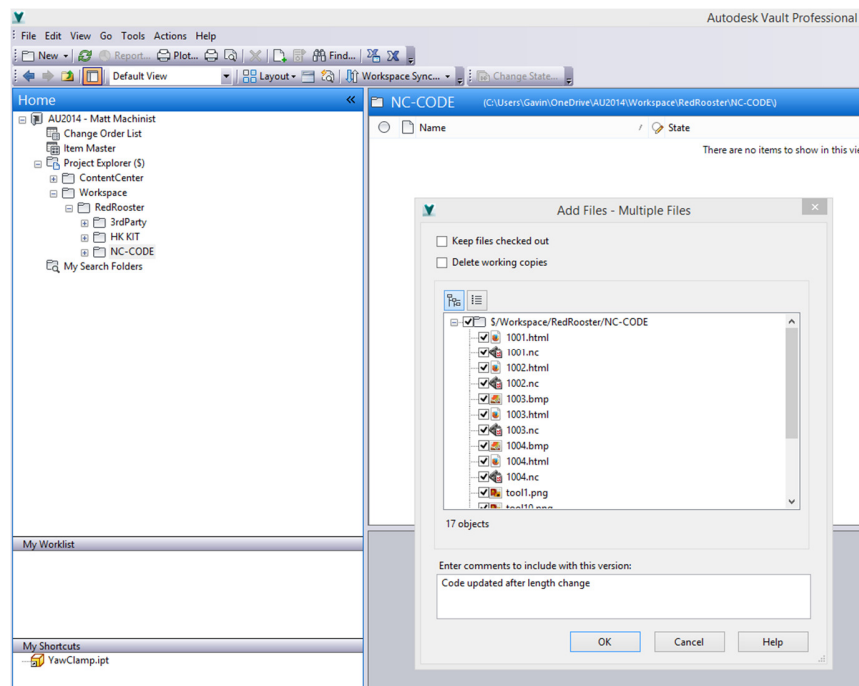 Autodesk Vault Professional
File Edit View Go Tools Actions Help
New Report... Plot... Find...
Default View Layout Workspace Sync... Change State...
Home
AU2014 - Matt Machinist
Change Order List
Item Master
Project Explorer ($)
ContentCenter
Workspace
RedRooster
3rdParty
HK KIT
NC-CODE
My Search Folders
My Worklist
My Shortcuts
YawClamp.ipt
NC-CODE (C:\Users\Gavin\OneDrive\AU2014\Workspace\RedRooster\NC-CODE\)
Name / State
There are no items to show in this vie
Add Files - Multiple Files
Keep files checked out
Delete working copies
$/Workspace/RedRooster/NC-CODE
1001.html
1001.nc
1002.html
1002.nc
1003.bmp
1003.html
1003.nc
1004.bmp
1004.html
1004.nc
tool1.png
tool10.png
17 objects
Enter comments to include with this version:
Code updated after length change
OK Cancel Help